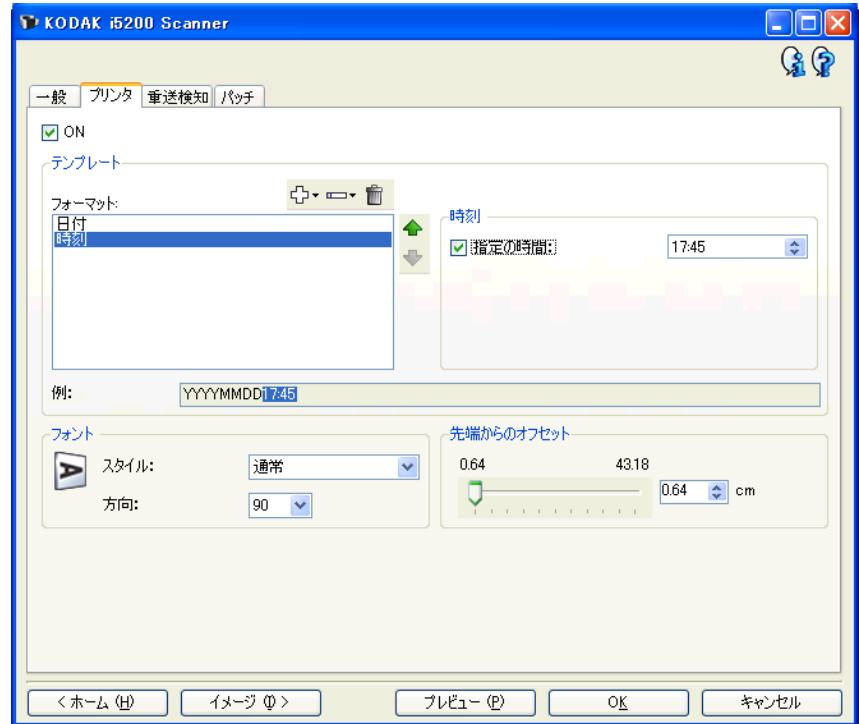 KODAK i5200 Scanner
一般 プリンタ 重送検知 パッチ
ON
テンプレート
フォーマット:
日付
時刻
時刻
指定の時間: 17:45
例: YYYYMMDD17:45
フォント
A スタイル: 通常
方向: 90
先端からのオフセット
0.64 43.18
0.64 cm
< ホーム (H) イメージ (I) > プレビュー (P) OK キャンセル